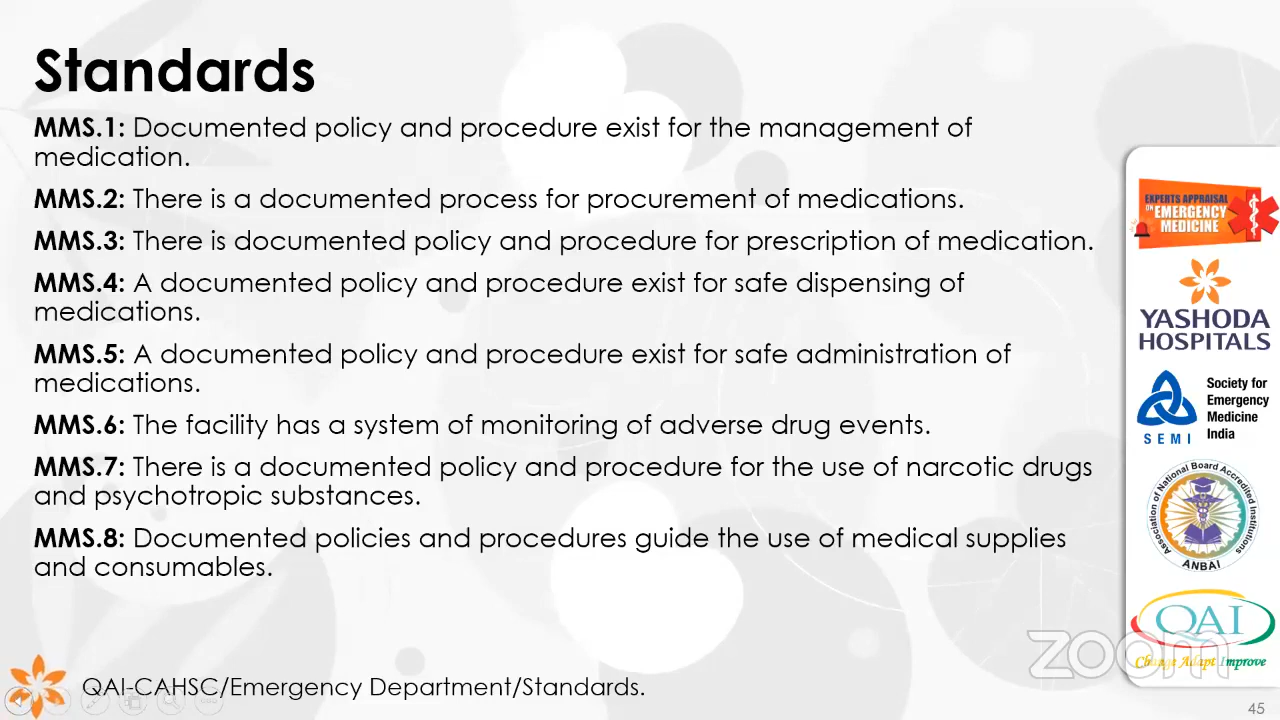 Standards
MMS.1: Documented policy and procedure exist for the management of
medication.
MMS.2: There is a documented process for procurement of medications.
MMS.3: There is documented policy and procedure for prescription of medication.
MMS.4: A documented policy and procedure exist for safe dispensing of
medications.
MMS.5: A documented policy and procedure exist for safe administration of
medications.
MMS.6: The facility has a system of monitoring of adverse drug events.
MMS.7: There is a documented policy and procedure for the use of narcotic drugs
and psychotropic substances.
MMS.8: Documented policies and procedures guide the use of medical supplies
and consumables.
QAI-CAHSC/Emergency Department/Standards.
EXPERTS APPRAISAL
ON EMERGENCY
MEDICINE
YASHODA
HOSPITALS
SEMI
Society for
Emergency
Medicine
India
Association of National Board Accredited Institutions
ANBAI
QAI
Change Adapt Improve
zoom
45